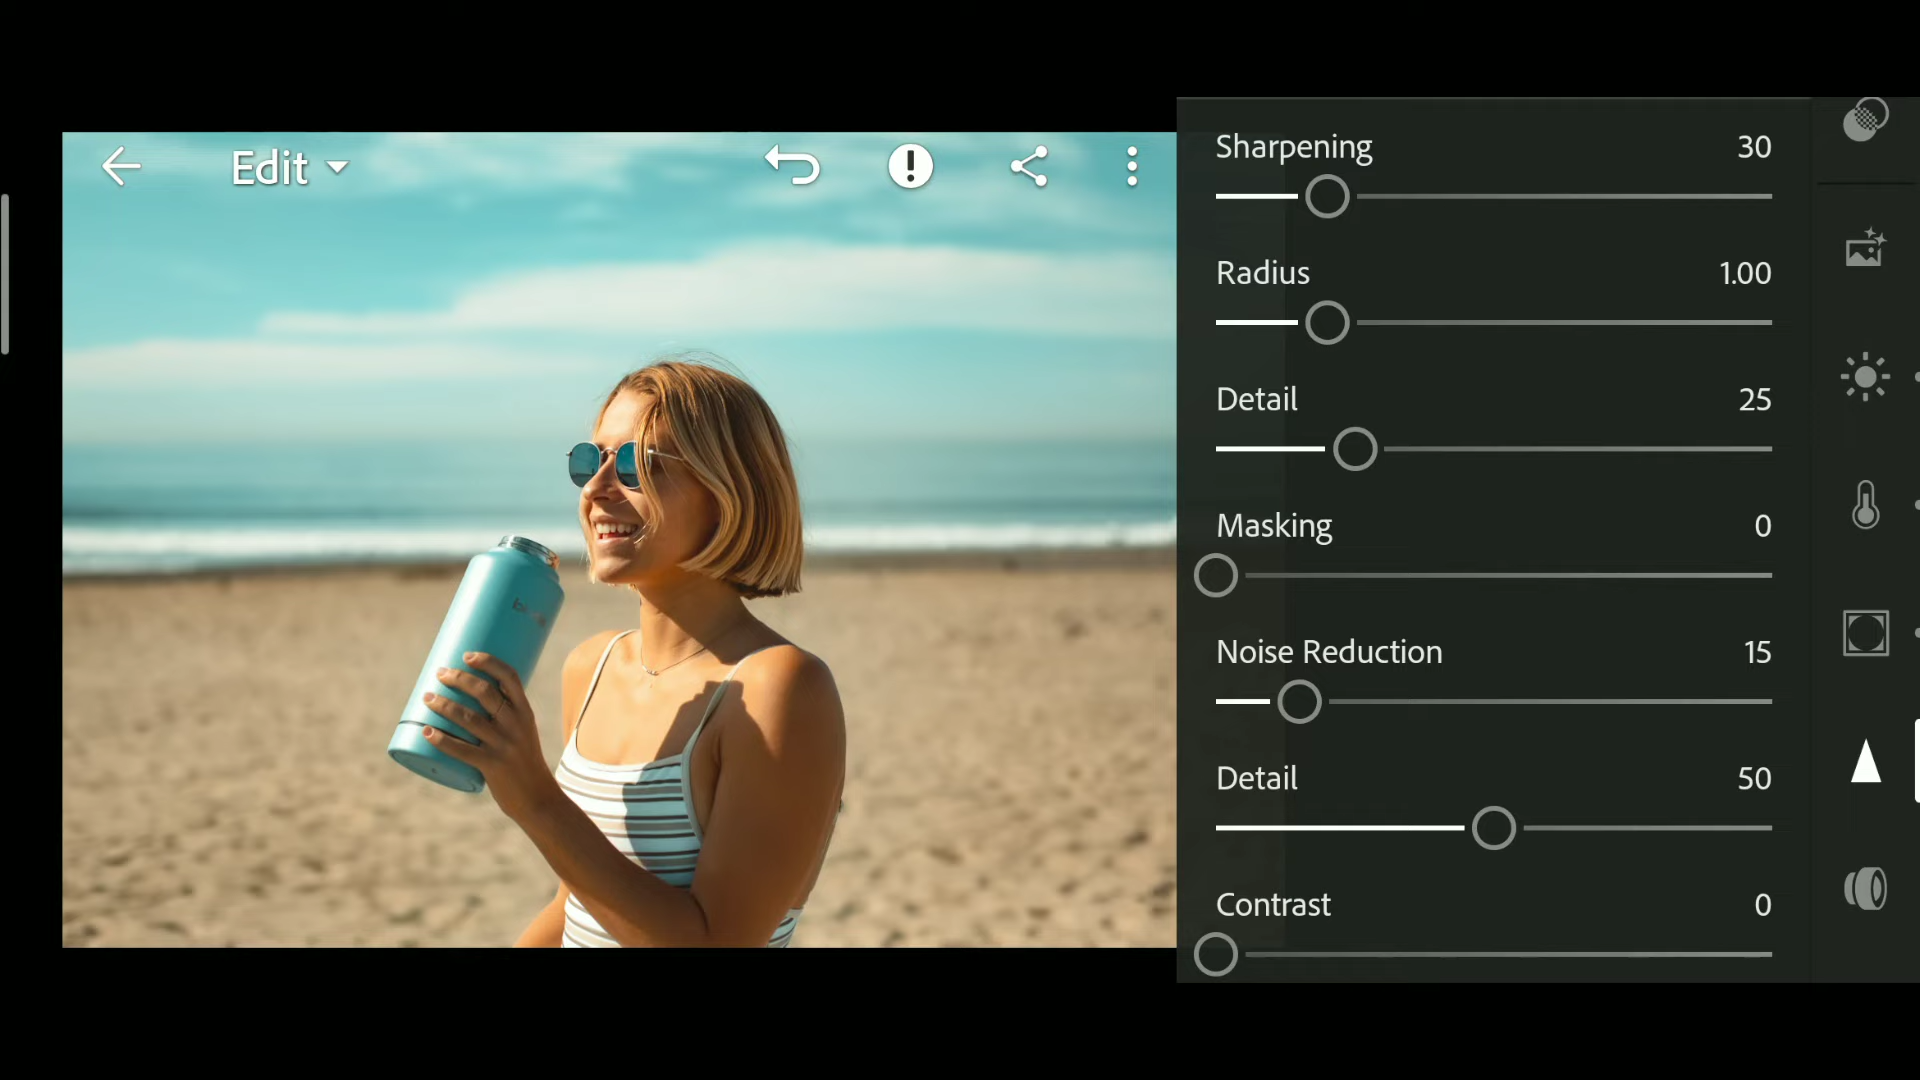 Edit
Sharpening 30
Radius 1.00
Detail 25
Masking 0
Noise Reduction 15
Detail 50
Contrast 0